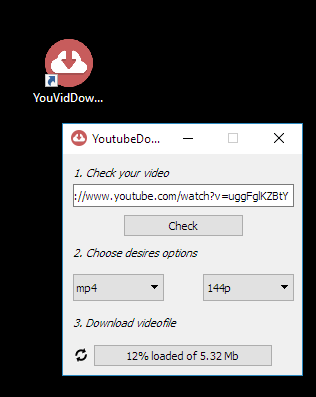 YouVidDow...
YoutubeDo...
1. Check your video
://www.youtube.com/watch?v=uggFglKZBtY
Check
2. Choose desires options
mp4 144p
3. Download videofile
12% loaded of 5.32 Mb